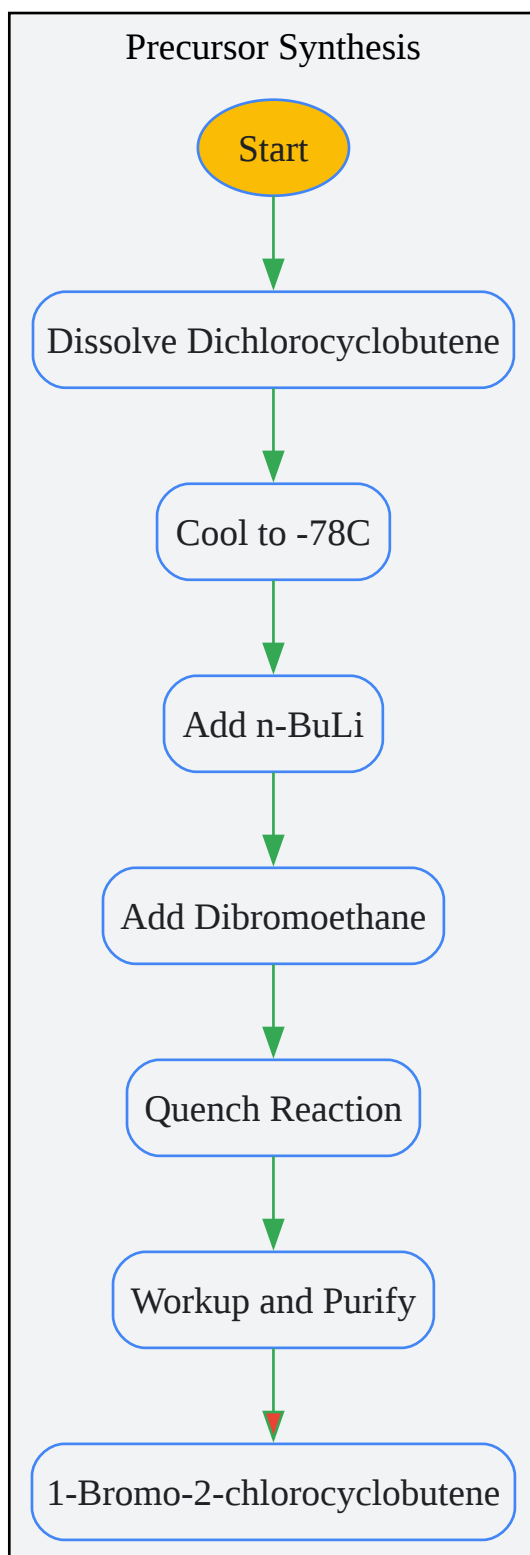 Precursor Synthesis
Start
Dissolve Dichlorocyclobutene
Cool to -78C
Add n-BuLi
Add Dibromoethane
Quench Reaction
Workup and Purify
1-Bromo-2-chlorocyclobutene